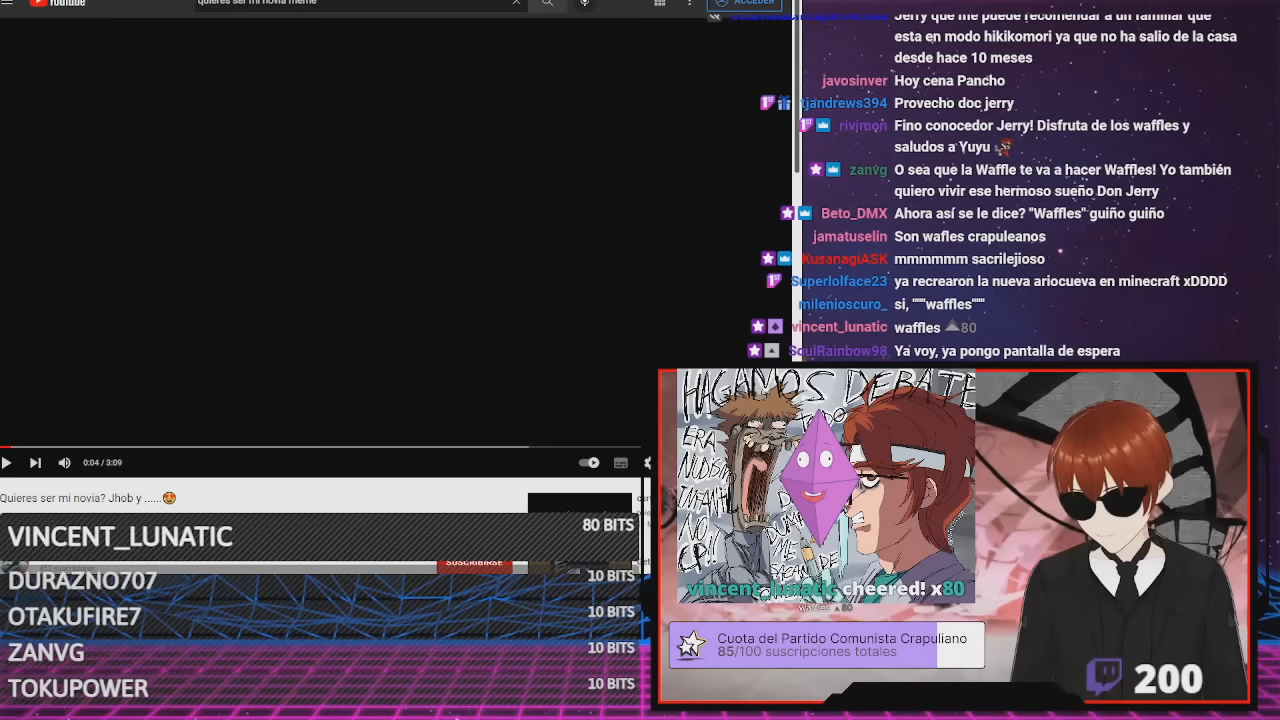 YouTube
quieres ser mi novia meme
ACCEDER
Jerry que me puede recomendar a un familiar que
esta en modo hikikomori ya que no ha salio de la casa
desde hace 10 meses
javosinver Hoy cena Pancho
tjandrews394 Provecho doc jerry
rivjmon Fino conocedor Jerry! Disfruta de los waffles y
saludos a Yuyu
zanvg O sea que la Waffle te va a hacer Waffles! Yo también
quiero vivir ese hermoso sueño Don Jerry
Beto_DMX Ahora así se le dice? "Waffles" guiño guiño
jamatuselin Son wafles crapuleanos
KusanagiASK mmmmmm sacrilejioso
Superlolface23 ya recrearon la nueva ariocueva en minecraft xDDDD
milenioscuro_ si, """waffles"""
vincent_lunatic waffles 80
SoulRainbow98 Ya voy, ya pongo pantalla de espera
0:04 / 3:09
Quieres ser mi novia? Jhob y ......
VINCENT_LUNATIC 80 BITS
SUSCRIBIRSE
DURAZNO707 10 BITS
OTAKUFIRE7 10 BITS
ZANVG 10 BITS
TOKUPOWER 10 BITS
HAGAMOS DEBATE
ERA
vincent_lunatic cheered! x80
waffles 80
Cuota del Partido Comunista Crapuliano
85/100 suscripciones totales
200